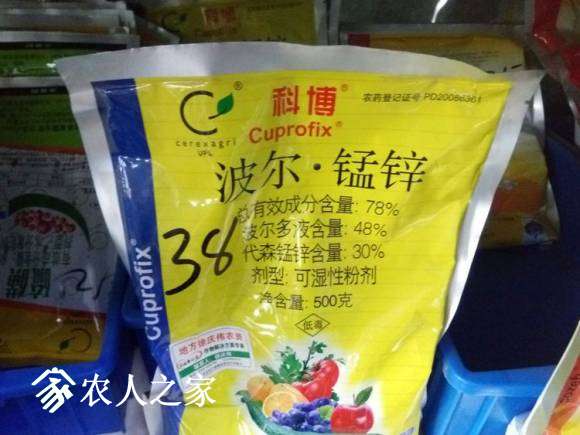 科博®
农药登记证号 PD20086361
Cuprofix®
cerexagri
UPL
波尔·锰锌
总有效成分含量: 78%
波尔多液含量: 48%
代森锰锌含量: 30%
剂型: 可湿性粉剂
净含量: 500克
38
低毒
Cuprofix®
农人之家